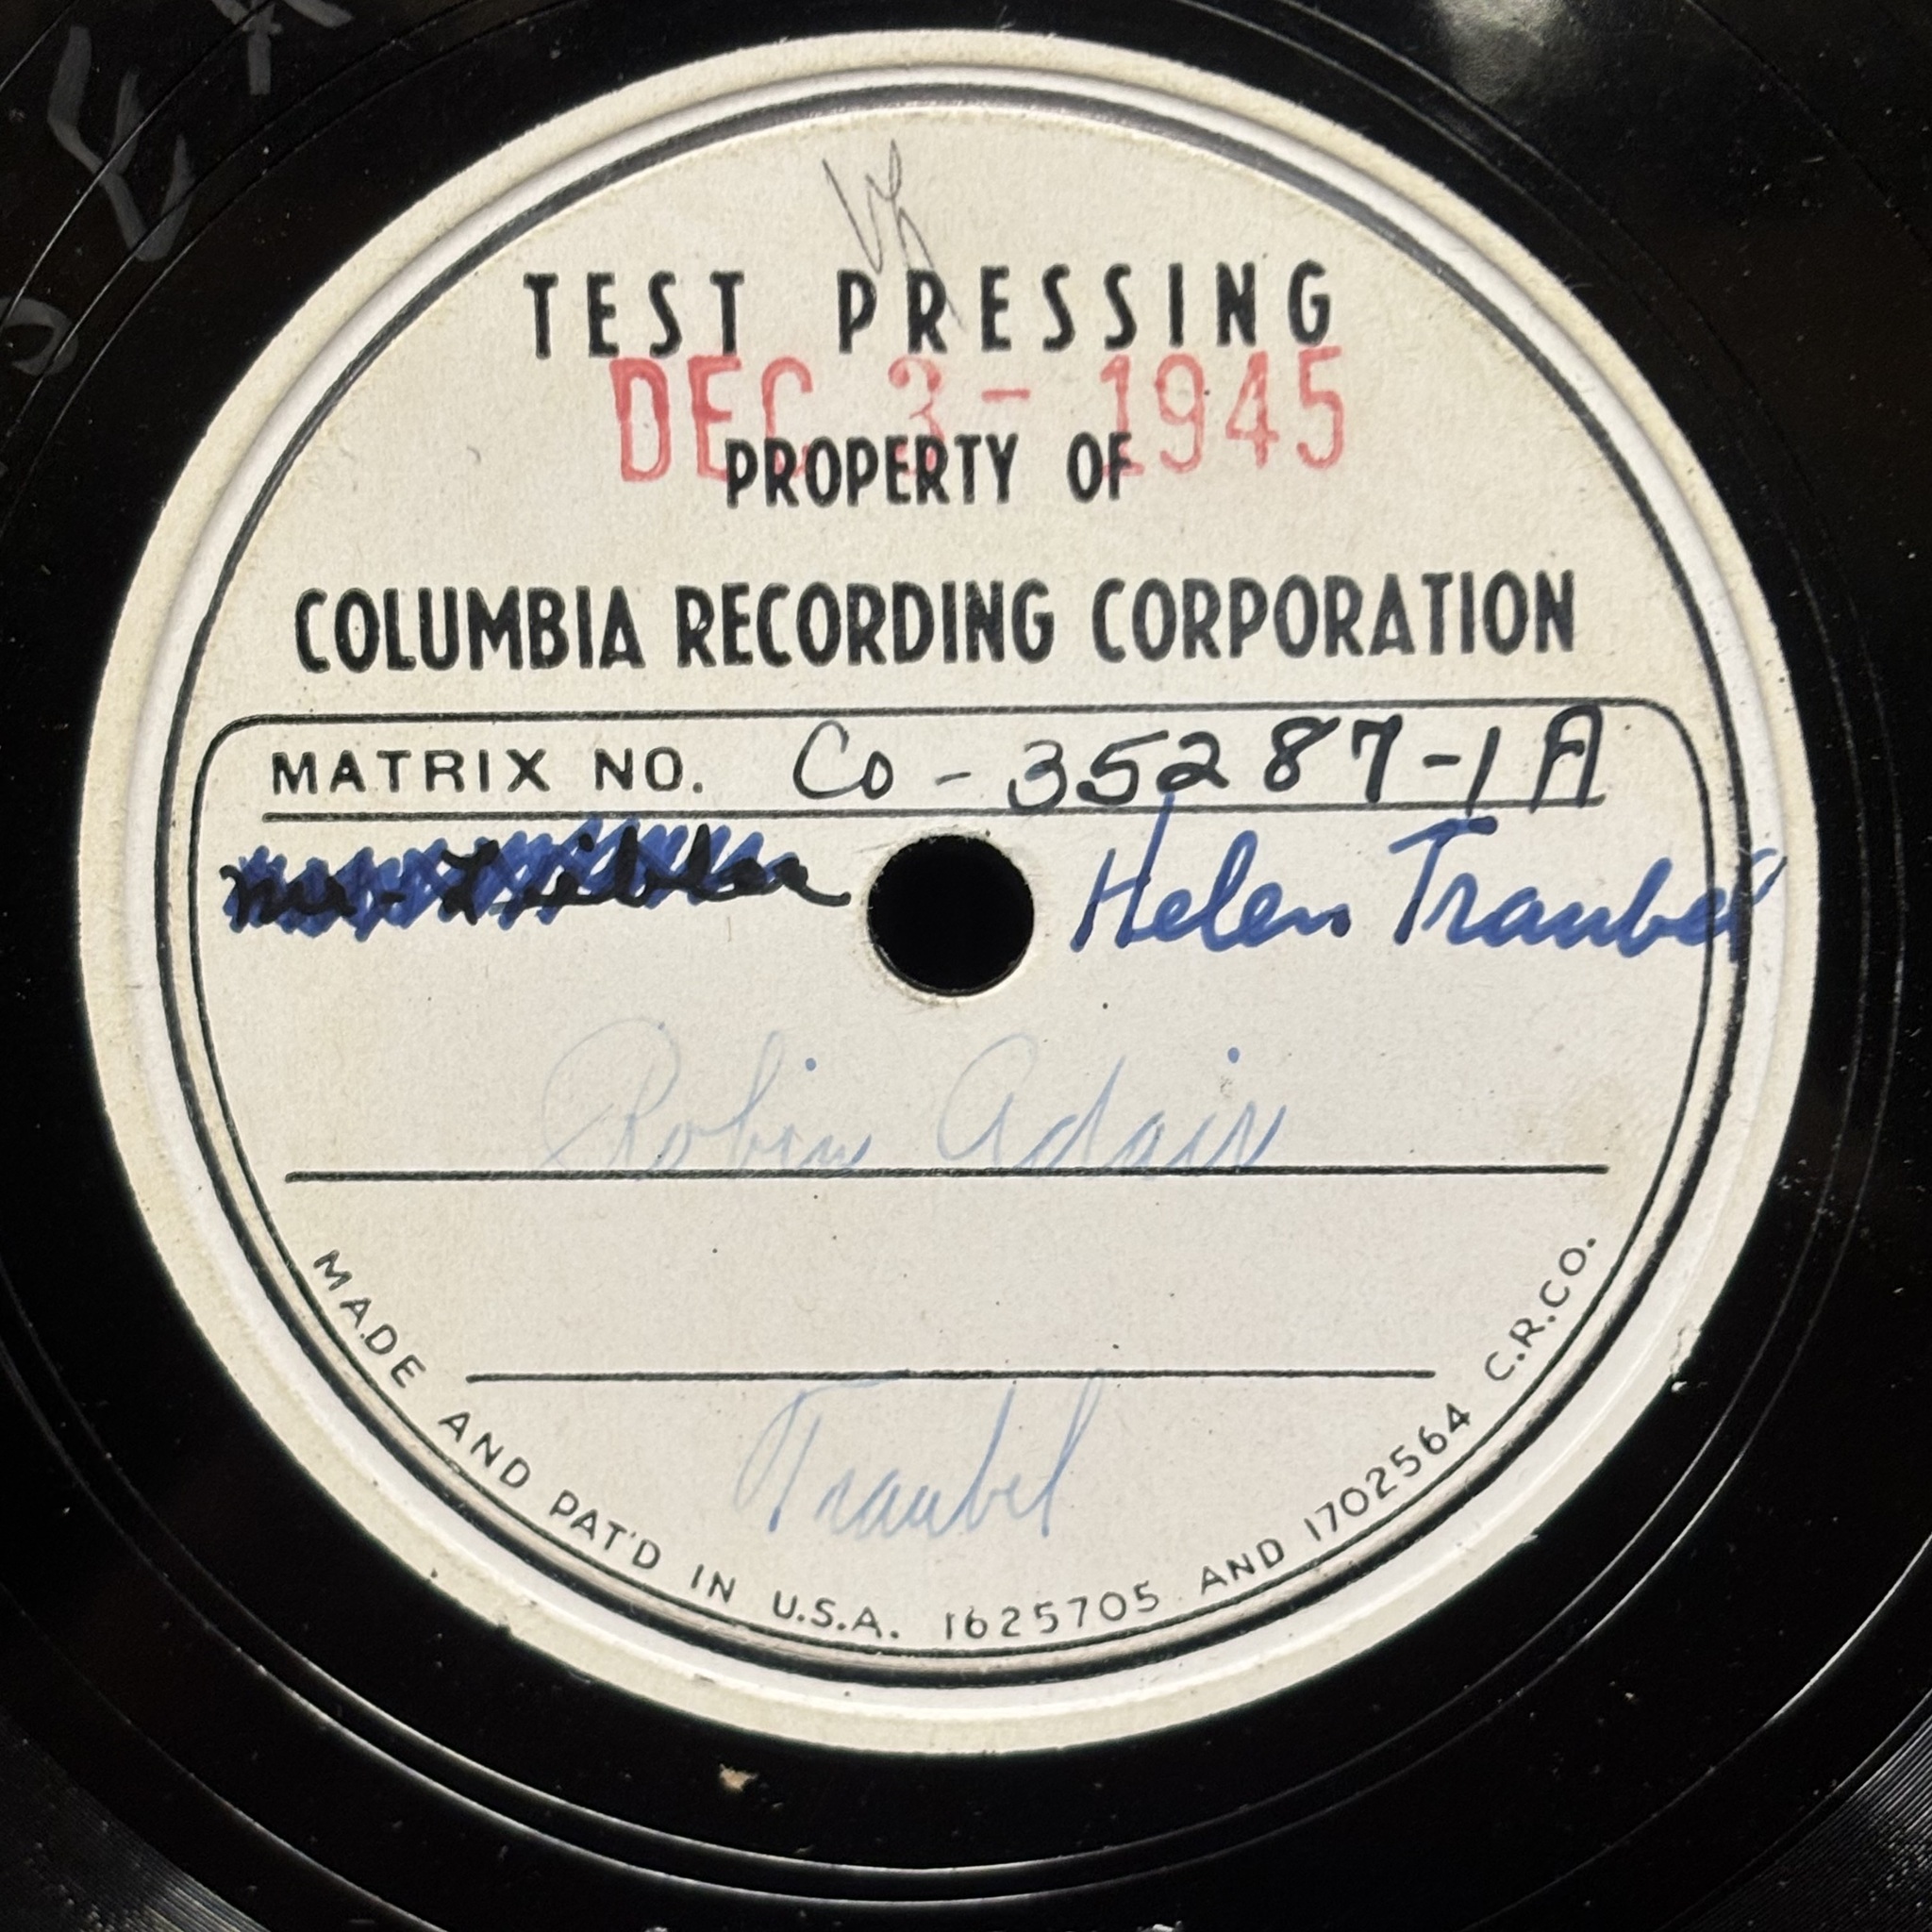 TEST PRESSING
DEC 3 - 1945
PROPERTY OF
COLUMBIA RECORDING CORPORATION
MATRIX NO. Co - 35287-1A
Helen Traubel
Robin Adair
Traubel
MADE AND PAT'D IN U.S.A. 1625705 AND 1702564 C.R.CO.